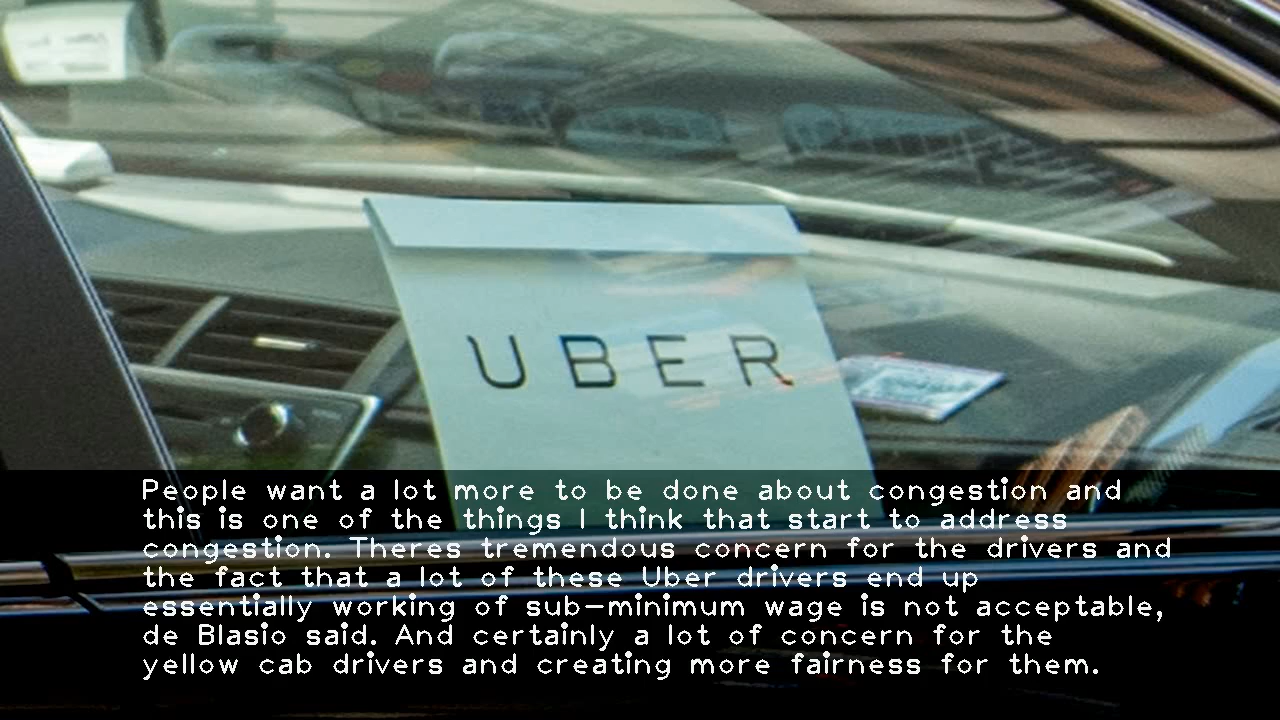 UBER
People want a lot more to be done about congestion and
this is one of the things I think that start to address
congestion. Theres tremendous concern for the drivers and
the fact that a lot of these Uber drivers end up
essentially working of sub-minimum wage is not acceptable,
de Blasio said. And certainly a lot of concern for the
yellow cab drivers and creating more fairness for them.